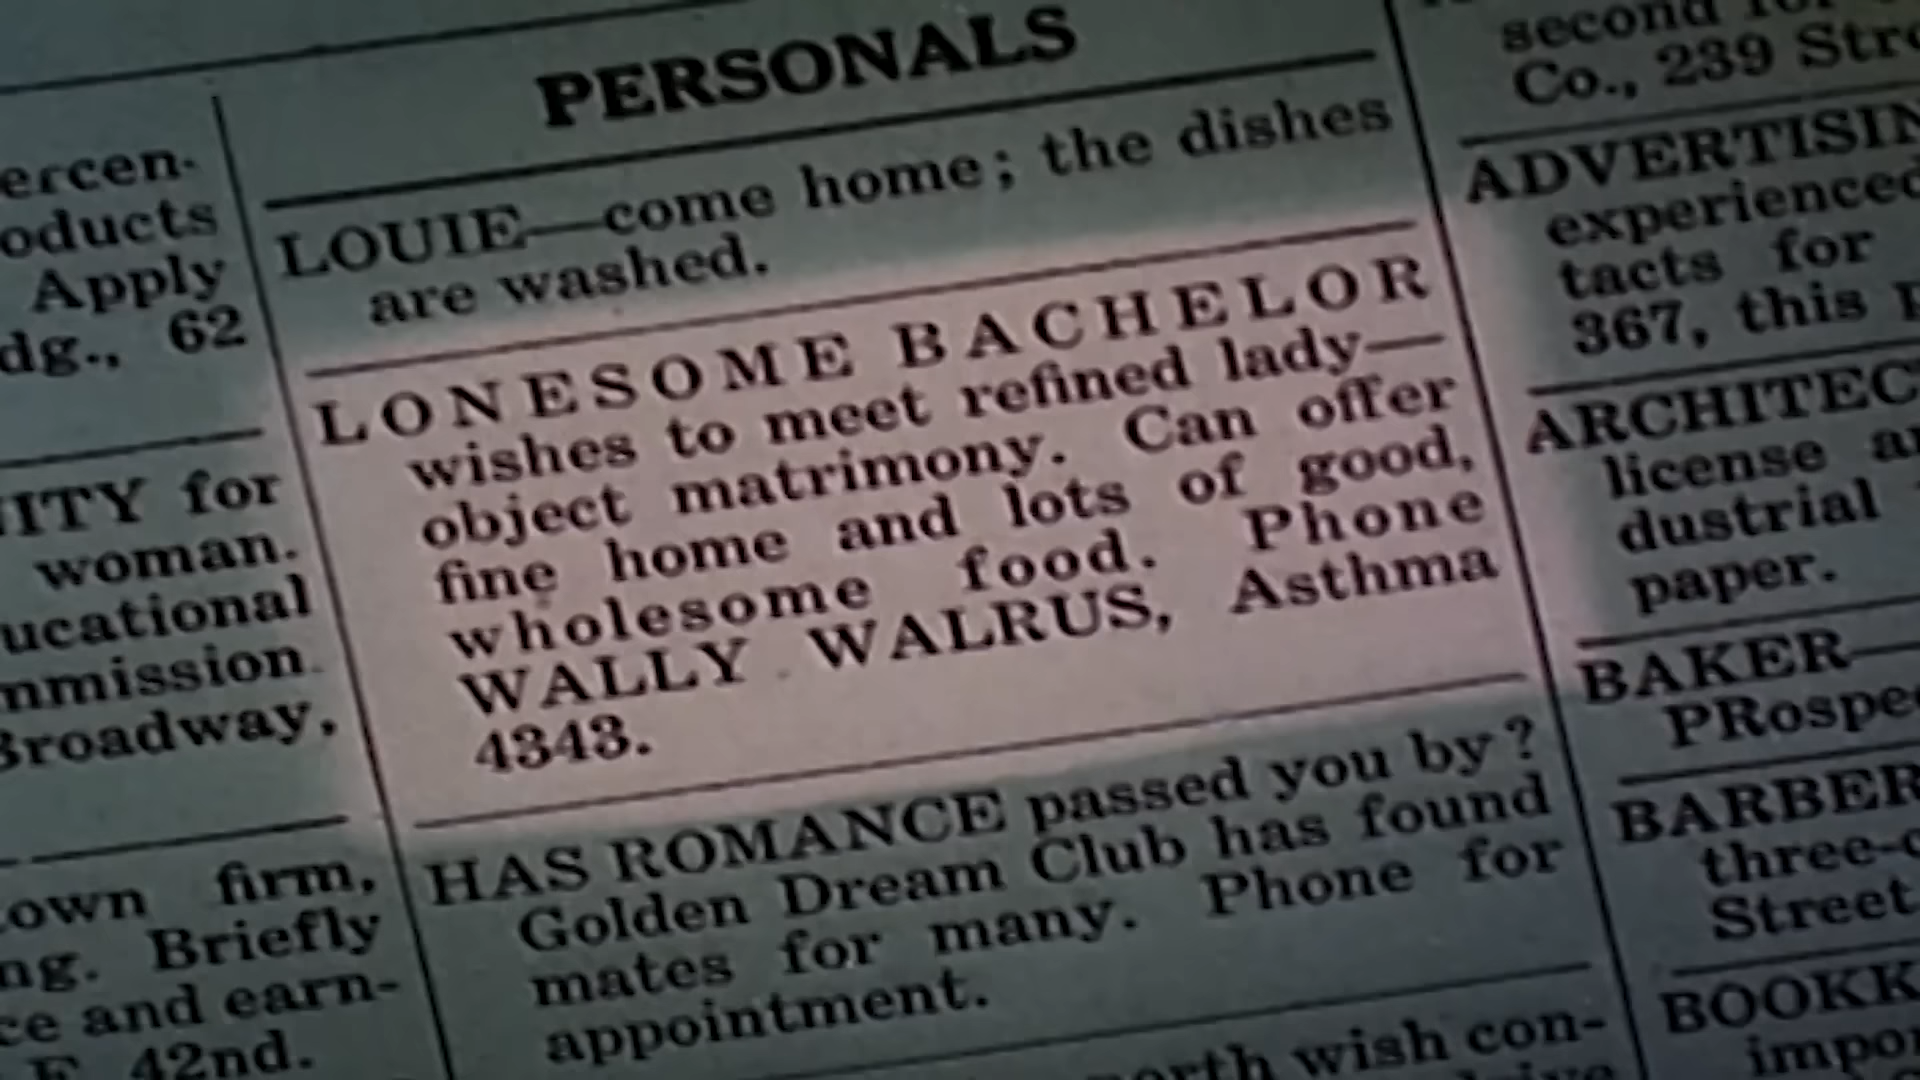 PERSONALS
LOUIE—come home; the dishes
are washed.
LONESOME BACHELOR
wishes to meet refined lady—
object matrimony. Can offer
fine home and lots of good,
wholesome food. Phone
WALLY WALRUS, Asthma
4343.
HAS ROMANCE passed you by?
Golden Dream Club has found
mates for many. Phone for
appointment.
wish con-
oducts
Apply
62
ITY for
woman.
ucational
mmission
Broadway,
own firm,
ng. Briefly
ce and earn-
42nd.
second
Co., 239
ADVERTISIN
experienced
tacts for
367, this
ARCHITEC
license
dustrial
paper.
BAKER—
PRospe
BARBER
three-
Street.
BOOKK
impo